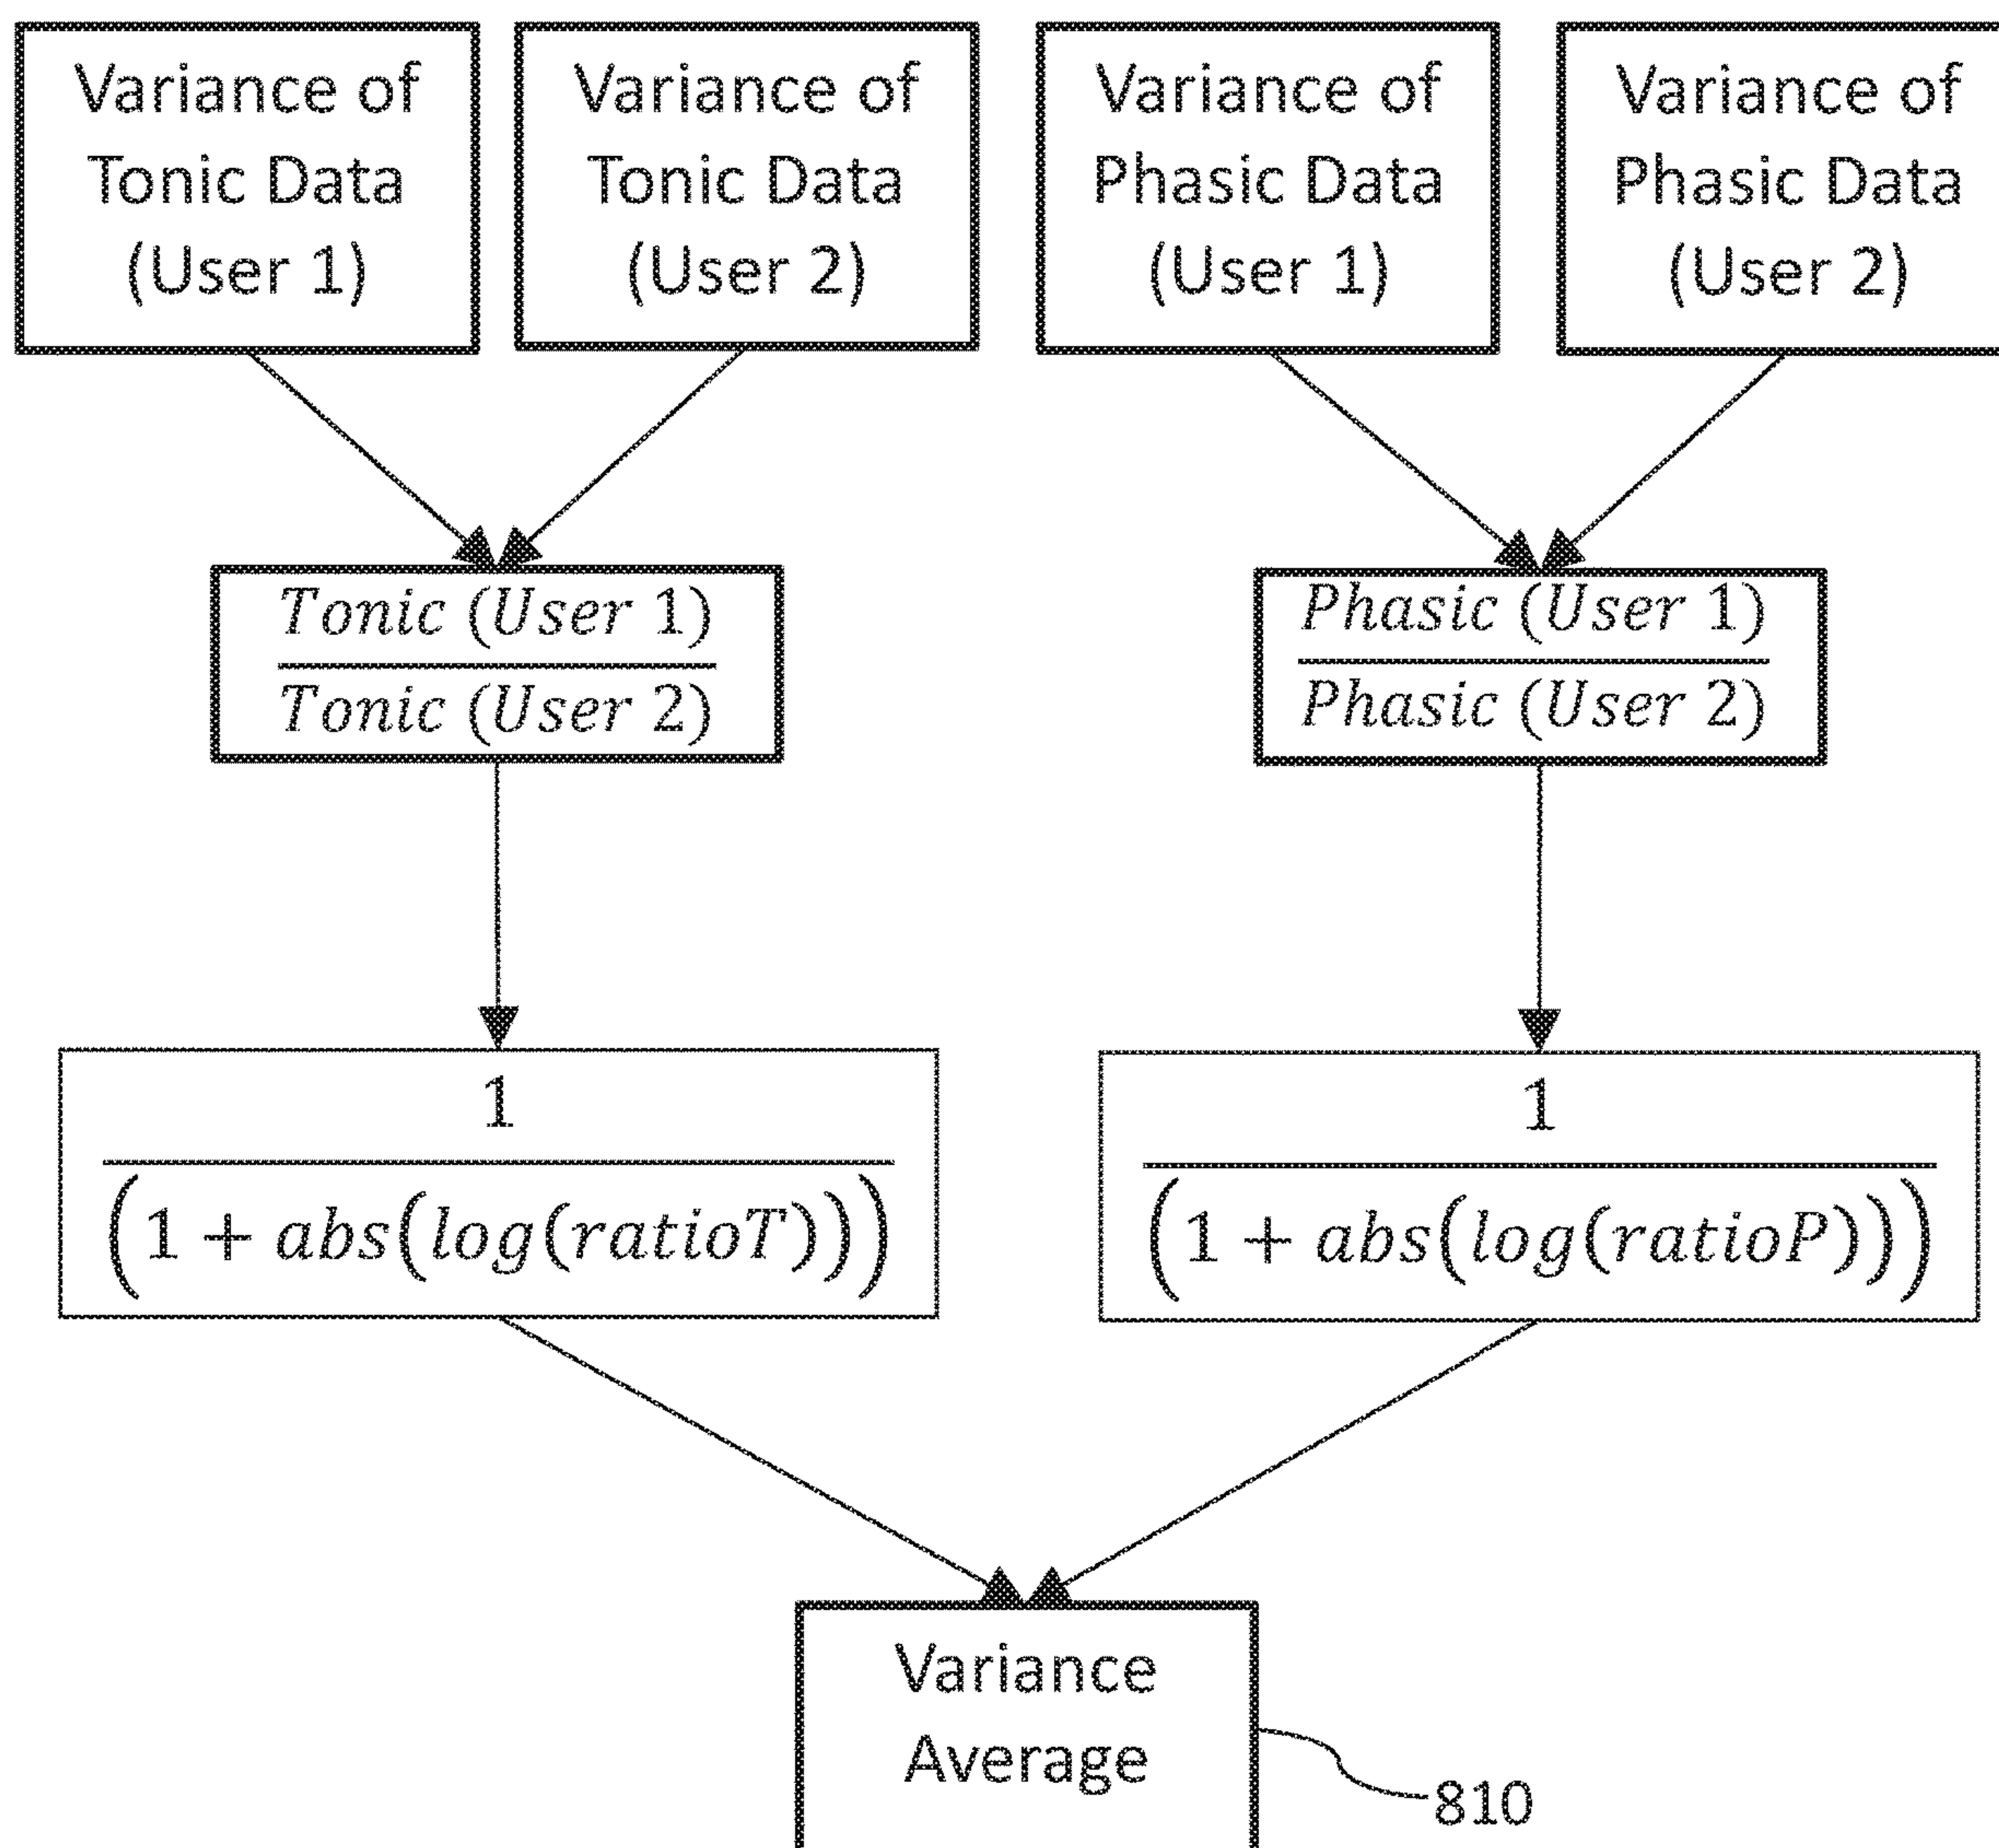 Variance of
Tonic Data
(User 1)
Variance of
Tonic Data
(User 2)
Variance of
Phasic Data
(User 1)
Variance of
Phasic Data
(User 2)
Tonic (User 1)
Tonic (User 2)
Phasic (User 1)
Phasic (User 2)
1
(1 + abs(log(ratioT)))
1
(1 + abs(log(ratioP)))
Variance
Average
810